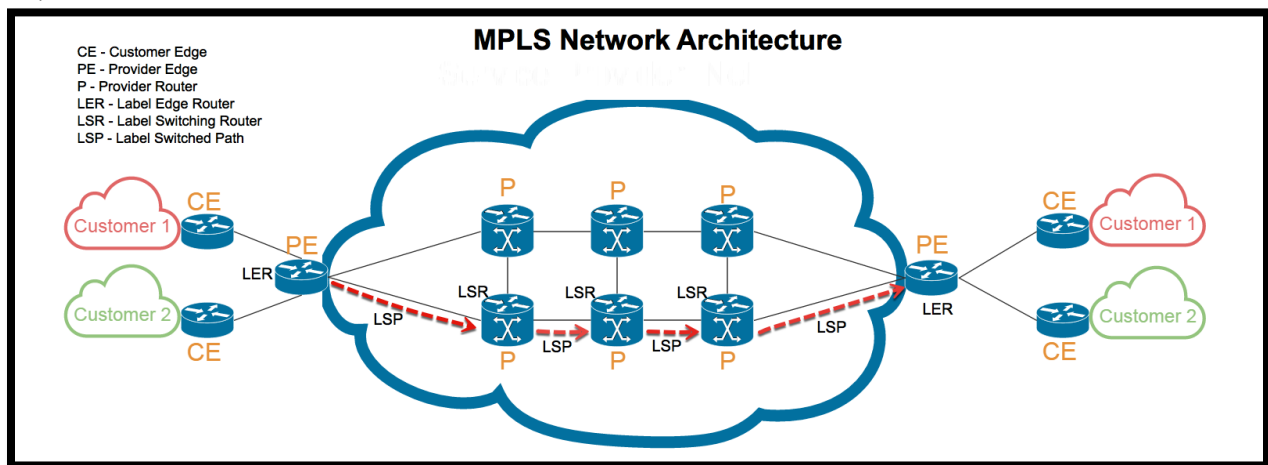 MPLS Network Architecture
CE - Customer Edge
PE - Provider Edge
P - Provider Router
LER - Label Edge Router
LSR - Label Switching Router
LSP - Label Switched Path
P
P
P
CE
CE
Customer 1
Customer 1
PE
PE
LER
LSR
LSR
LSR
LER
Customer 2
Customer 2
LSP
LSP
LSP
LSP
CE
P
P
P
CE